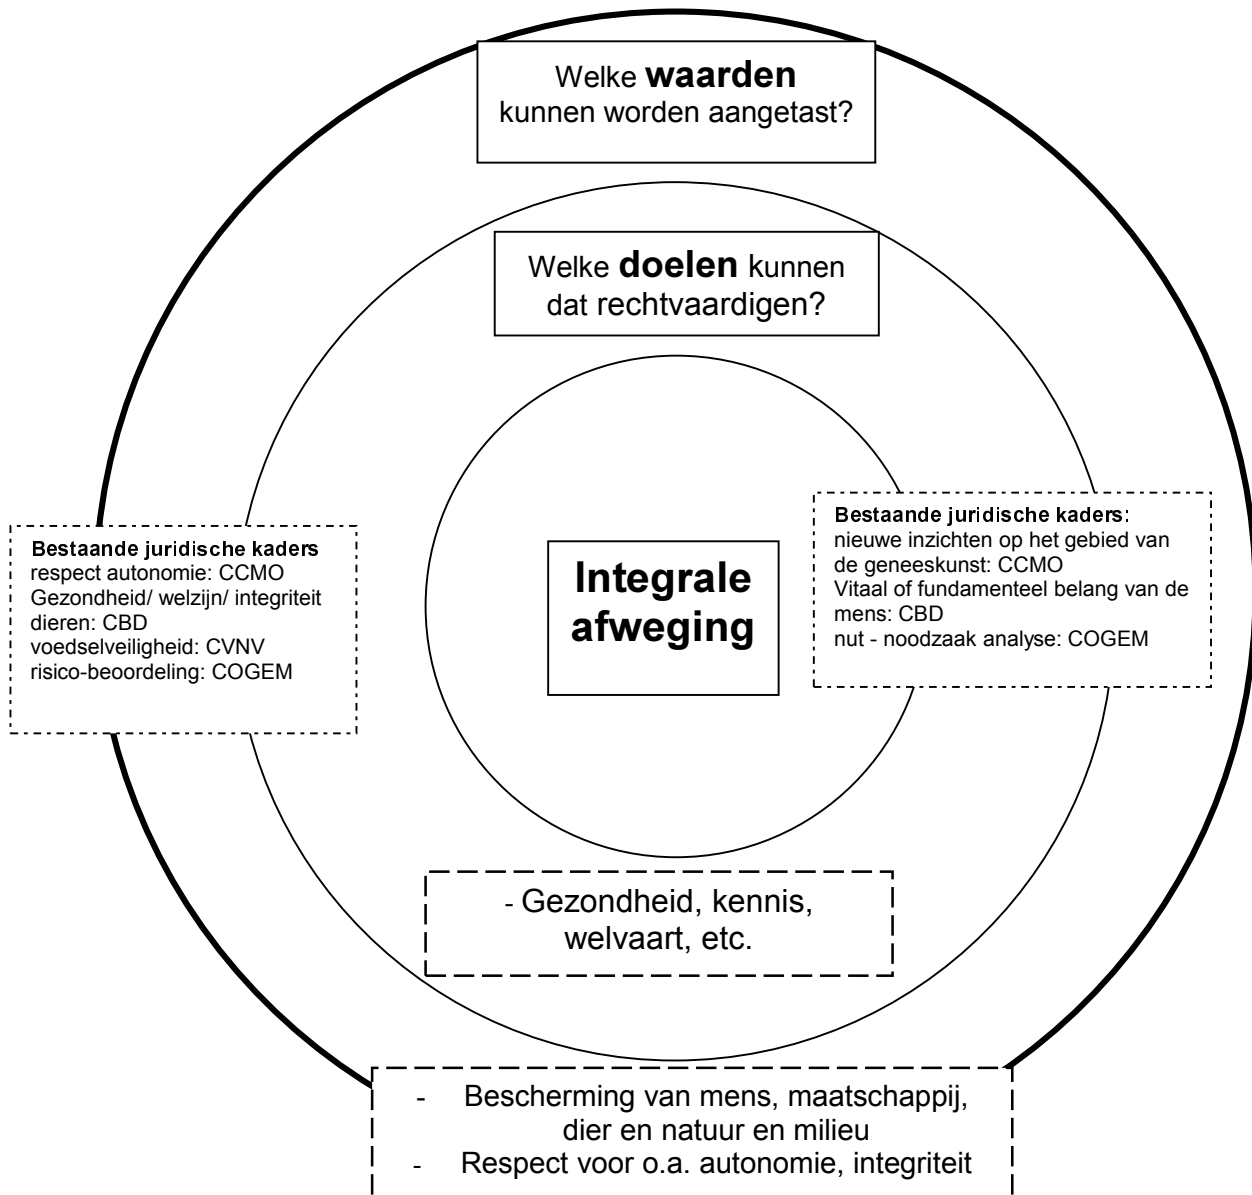 Welke waarden
kunnen worden aangetast?
Welke doelen kunnen
dat rechtvaardigen?
Bestaande juridische kaders
respect autonomie: CCMO
Gezondheid/ welzijn/ integriteit
dieren: CBD
voedselveiligheid: CVNV
risico-beoordeling: COGEM
Integrale
afweging
Bestaande juridische kaders:
nieuwe inzichten op het gebied van
de geneeskunst: CCMO
Vitaal of fundamenteel belang van de
mens: CBD
nut - noodzaak analyse: COGEM
- Gezondheid, kennis,
welvaart, etc.
- Bescherming van mens, maatschappij,
dier en natuur en milieu
- Respect voor o.a. autonomie, integriteit